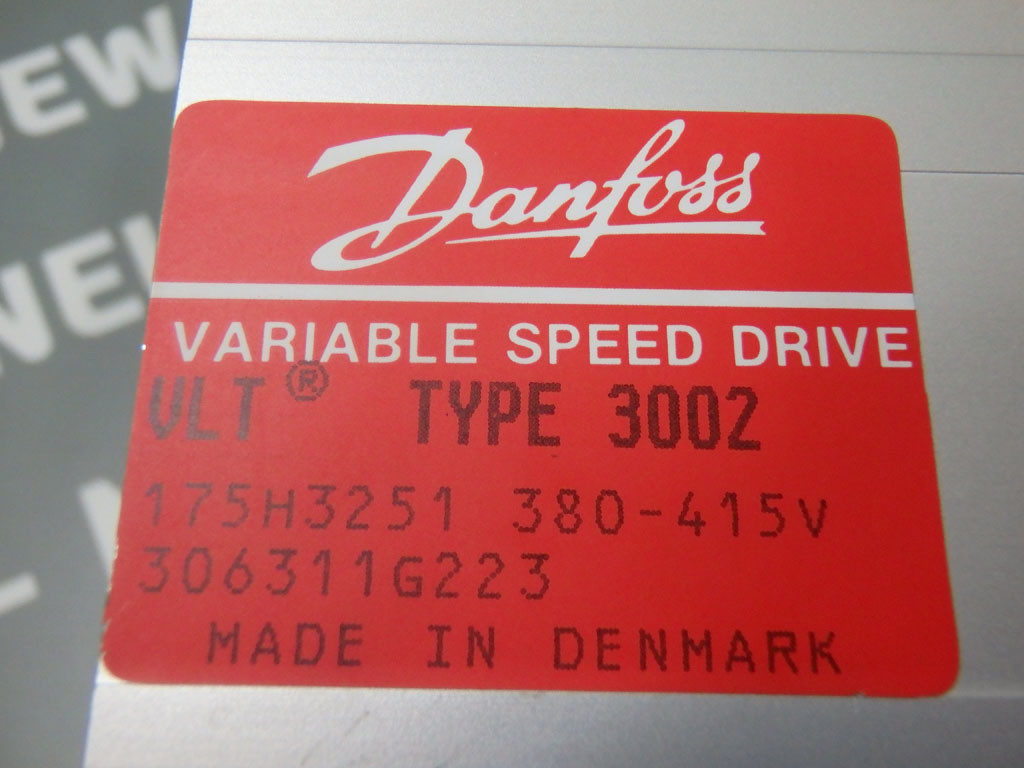 Danfoss
VARIABLE SPEED DRIVE
VLT® TYPE 3002
175H3251 380-415V
306311G223
MADE IN DENMARK